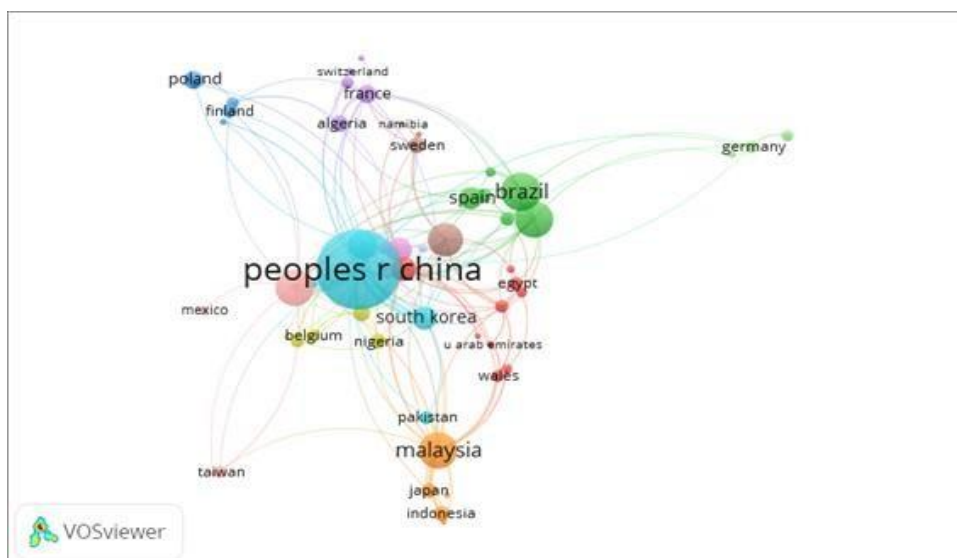 switzerland
poland
france
finland
algeria
namibia
sweden
germany
spain
brazil
peoples r china
egypt
mexico
south korea
belgium
nigeria
u arab emirates
wales
pakistan
malaysia
taiwan
japan
indonesia
VOSviewer